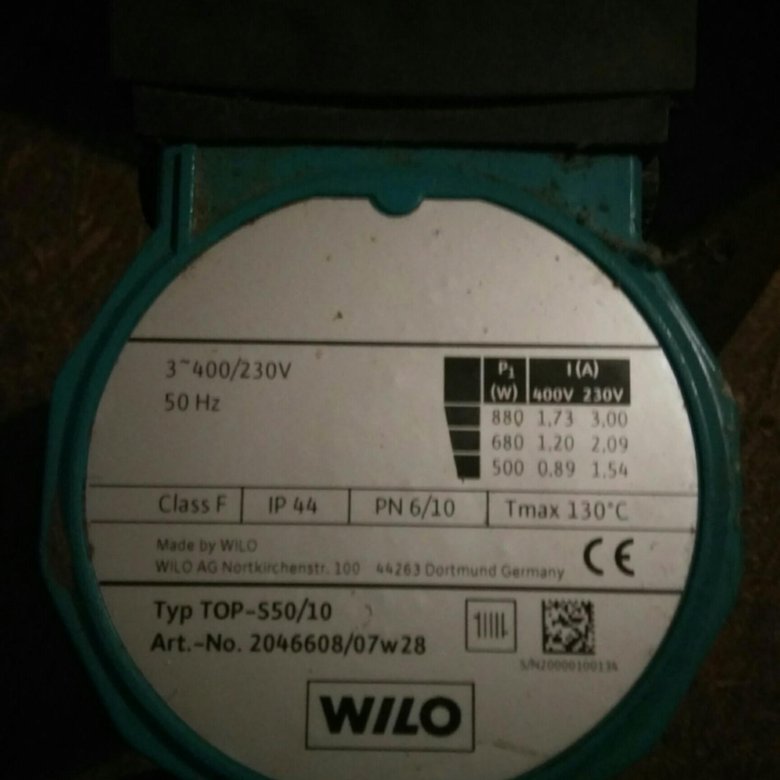 3~400/230V
50 Hz
P1 I (A)
(W) 400V 230V
880 1,73 3,00
680 1,20 2,09
500 0,89 1,54
Class F IP 44 PN 6/10 Tmax 130°C
Made by WILO
WILO AG Nortkirchenstr. 100 44263 Dortmund Germany
CE
Typ TOP-S50/10
Art.-No. 2046608/07w28
WILO